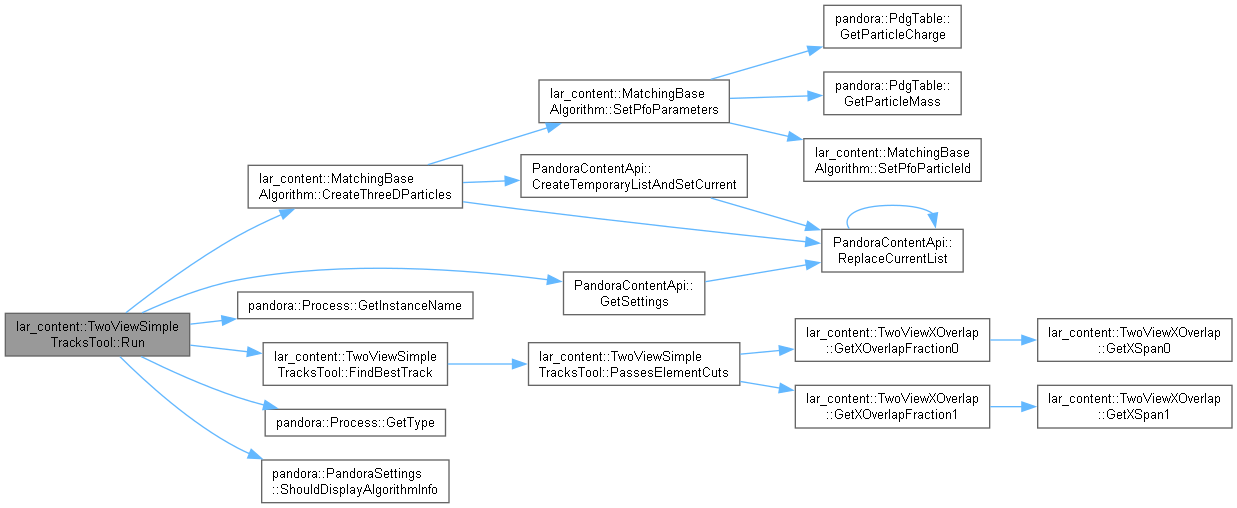 pandora::PdgTable::
GetParticleCharge
lar_content::MatchingBase
Algorithm::SetPfoParameters
pandora::PdgTable::
GetParticleMass
lar_content::MatchingBase
Algorithm::SetPfoParticleId
lar_content::MatchingBase
Algorithm::CreateThreeDParticles
PandoraContentApi::
CreateTemporaryListAndSetCurrent
PandoraContentApi::
ReplaceCurrentList
PandoraContentApi::
GetSettings
pandora::Process::GetInstanceName
lar_content::TwoViewSimple
TracksTool::Run
lar_content::TwoViewSimple
TracksTool::FindBestTrack
lar_content::TwoViewSimple
TracksTool::PassesElementCuts
lar_content::TwoViewXOverlap
::GetXOverlapFraction0
lar_content::TwoViewXOverlap
::GetXSpan0
lar_content::TwoViewXOverlap
::GetXOverlapFraction1
lar_content::TwoViewXOverlap
::GetXSpan1
pandora::Process::GetType
pandora::PandoraSettings
::ShouldDisplayAlgorithmInfo